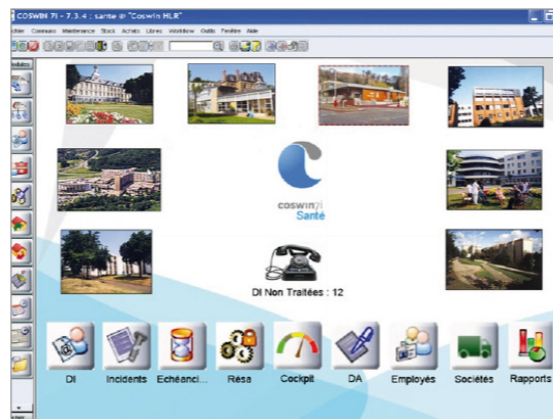 COSWIN 7i - 7.3.4 : sante @ "Coswin HLR"
Communs Maintenance Stock Achats Libres Workflow Outils Fenêtre Aide
coswin7i
Santé
DI Non Traitées : 12
DI Incidents Echéanci... Résa Cockpit DA Employés Sociétés Rapports